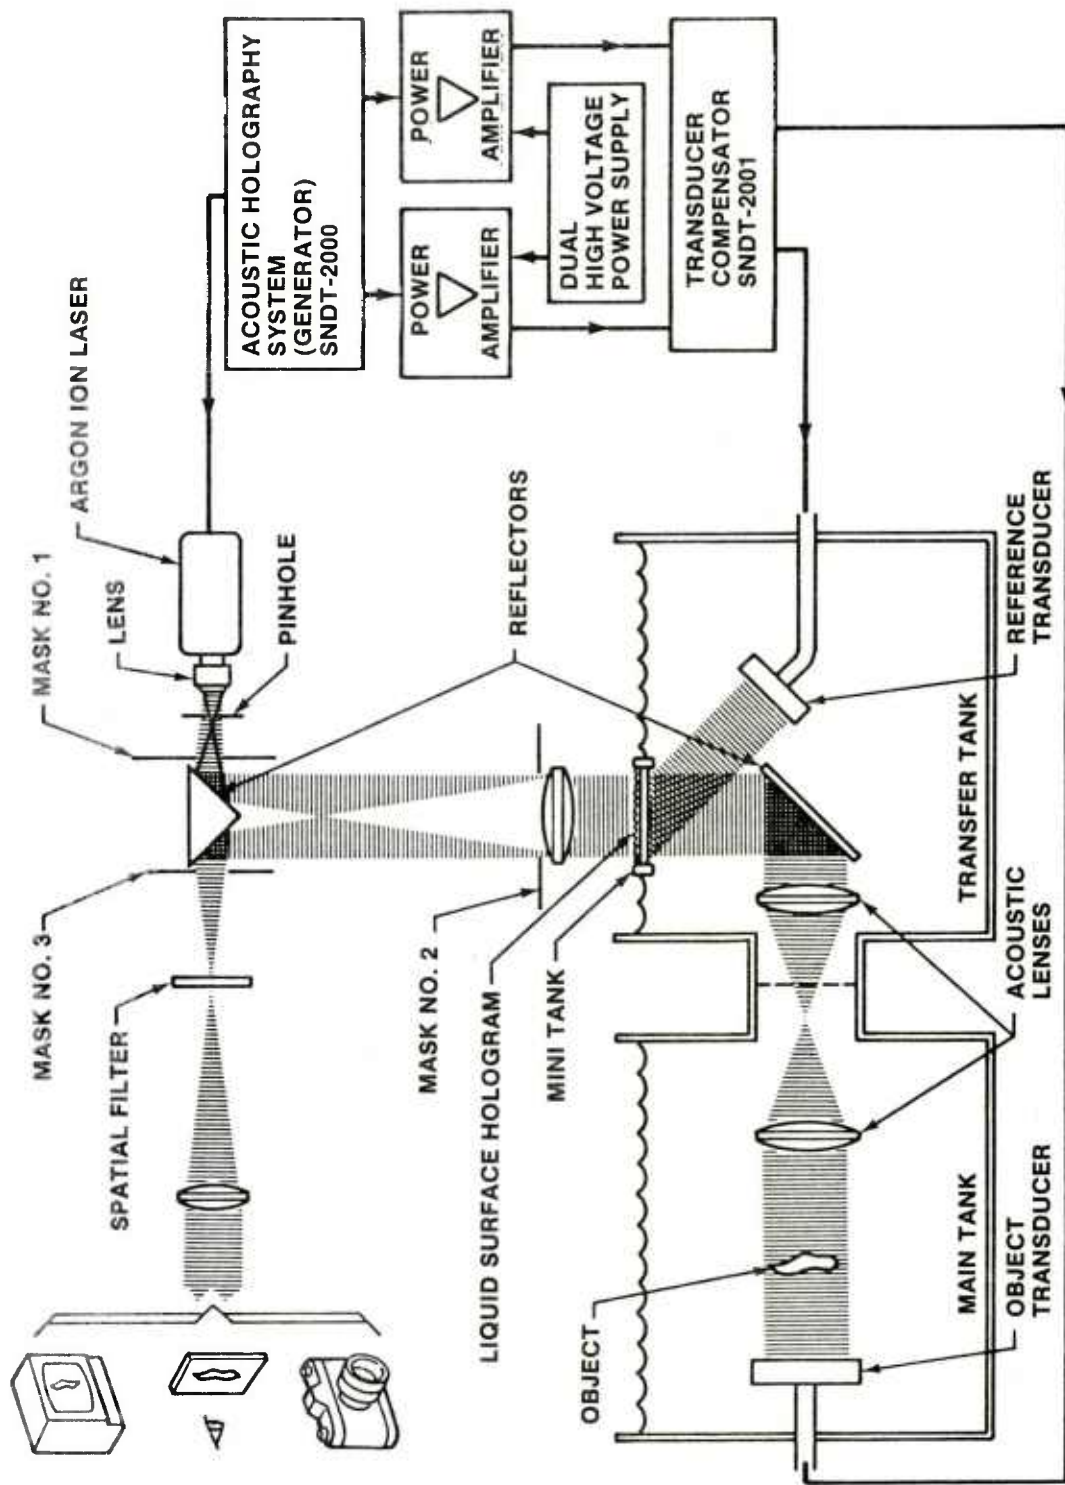 ACOUSTIC HOLOGRAPHY
SYSTEM
(GENERATOR)
SNDT-2000
POWER
AMPLIFIER
POWER
AMPLIFIER
DUAL
HIGH VOLTAGE
POWER SUPPLY
TRANSDUCER
COMPENSATOR
SNDT-2001
ARGON ION LASER
MASK NO. 1
LENS
PINHOLE
REFLECTORS
MASK NO. 3
SPATIAL FILTER
MASK NO. 2
LIQUID SURFACE HOLOGRAM
MINI TANK
OBJECT
MAIN TANK
OBJECT
TRANSDUCER
TRANSFER TANK
ACOUSTIC
LENSES
REFERENCE
TRANSDUCER